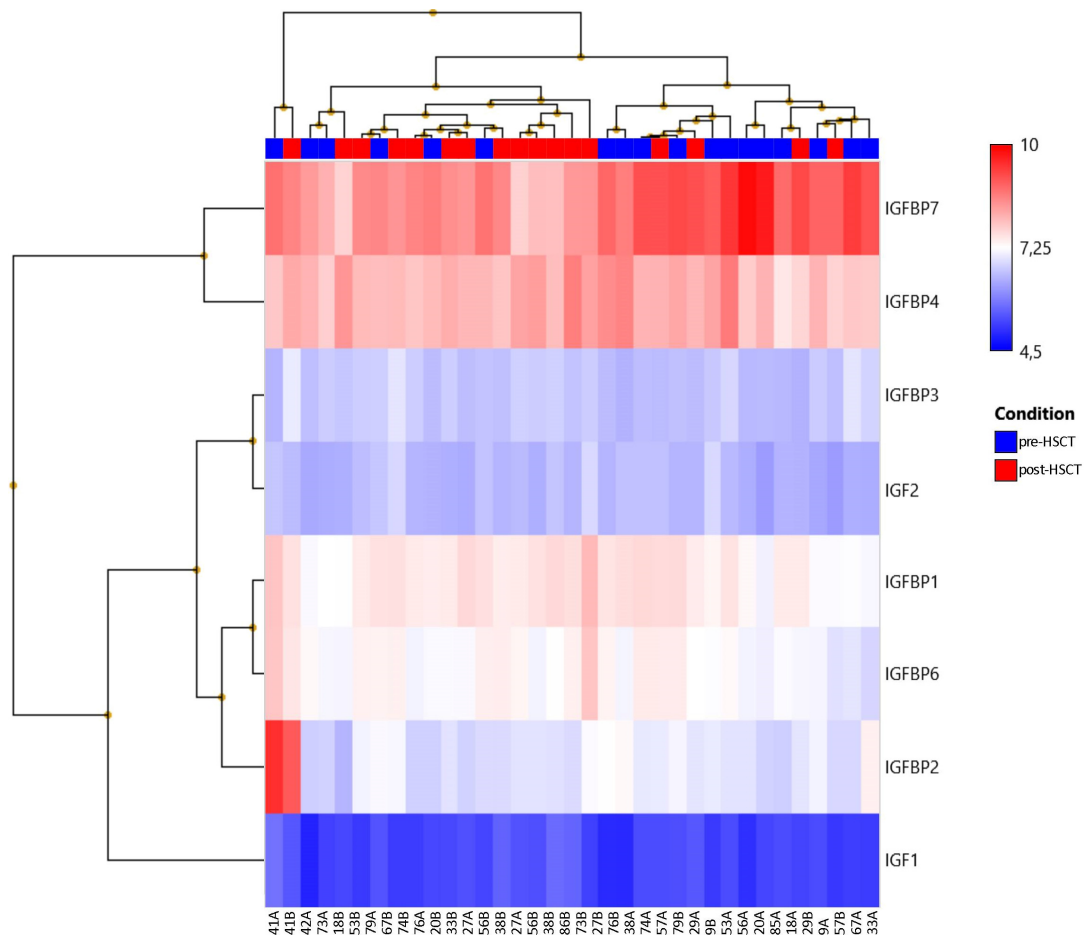 10
IGFBP7
7,25
IGFBP4
4,5
IGFBP3
Condition
pre-HSCT
post-HSCT
IGF2
IGFBP1
IGFBP6
IGFBP2
IGF1
41A 41B 42A 73A 18B 53B 79A 67B 74B 76A 20B 33B 27A 56B 38B 27A 56B 38B 86B 73B 27B 76B 38A 74A 57A 79B 29A 9B 53A 56A 20A 85A 18A 29B 9A 57B 67A 33A